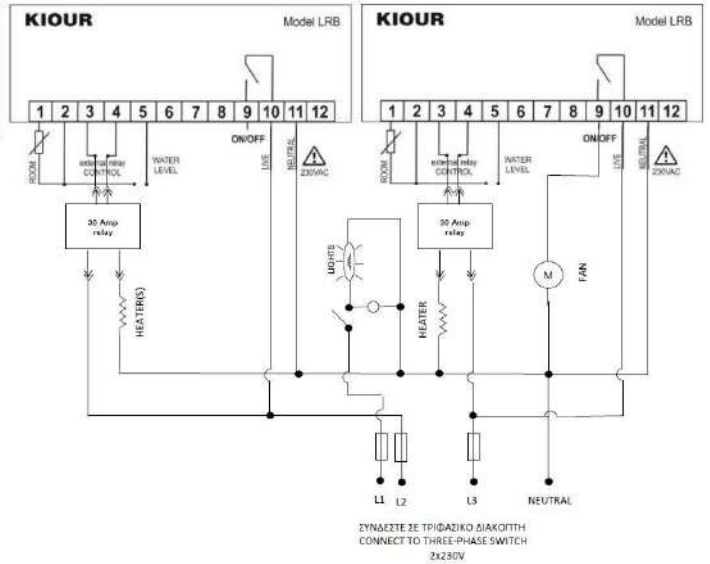 KIOUR
Model LRB
1 2 3 4 5 6 7 8 9 10 11 12
ON/OFF
ROOM
external relay
CONTROL
WATER
LEVEL
LIVE
NEUTRAL
230VAC
30 Amp
relay
HEATER(S)
KIOUR
Model LRB
1 2 3 4 5 6 7 8 9 10 11 12
ON/OFF
ROOM
external relay
CONTROL
WATER
LEVEL
LIVE
NEUTRAL
230VAC
30 Amp
relay
LIGHTS
HEATER
M
FAN
L1
L2
L3
NEUTRAL
ΣΥΝΔΕΣΤΕ ΣΕ ΤΡΙΦΑΣΙΚΟ ΔΙΑΚΟΠΤΗ
CONNECT TO THREE-PHASE SWITCH
2x230V